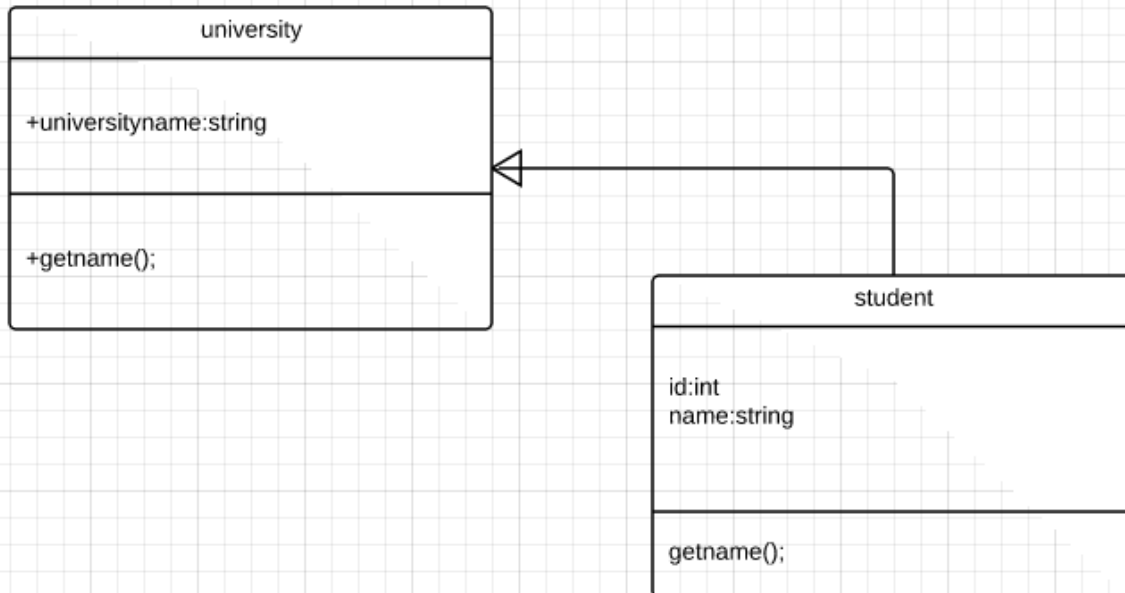 university
+universityname:string
+getname();
student
id:int
name:string
getname();